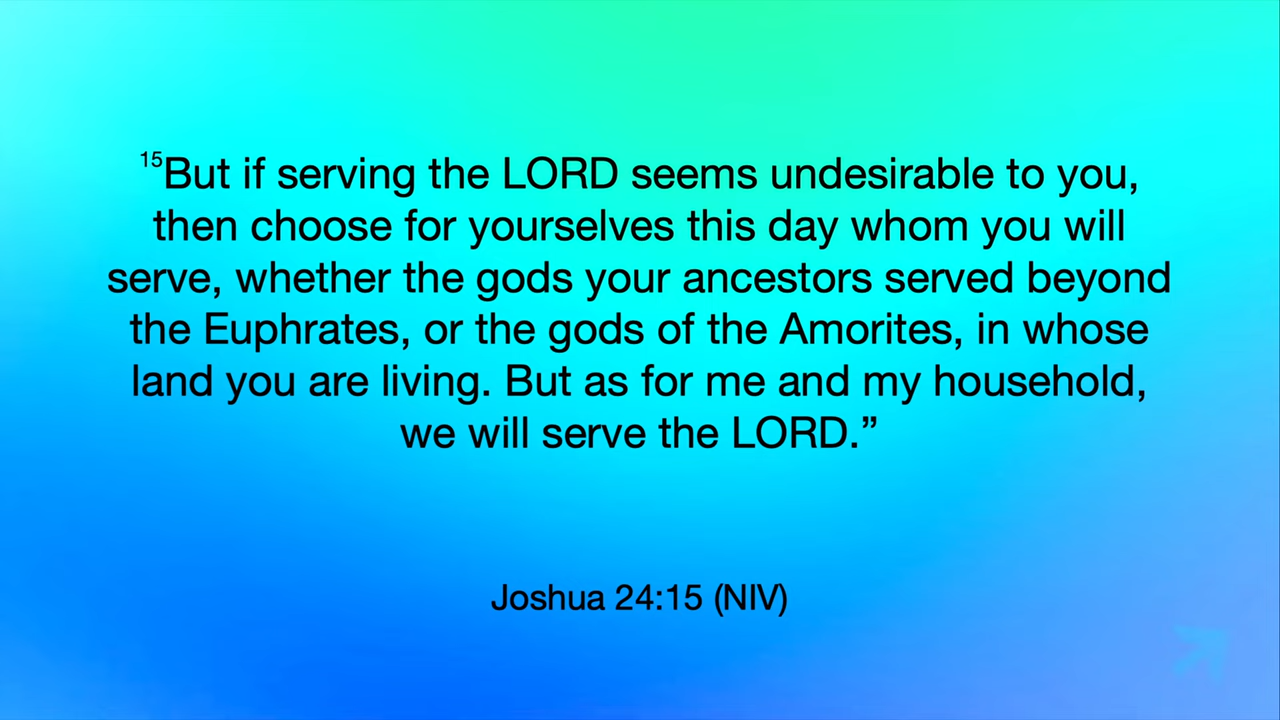 15But if serving the LORD seems undesirable to you,
then choose for yourselves this day whom you will
serve, whether the gods your ancestors served beyond
the Euphrates, or the gods of the Amorites, in whose
land you are living. But as for me and my household,
we will serve the LORD.”
Joshua 24:15 (NIV)